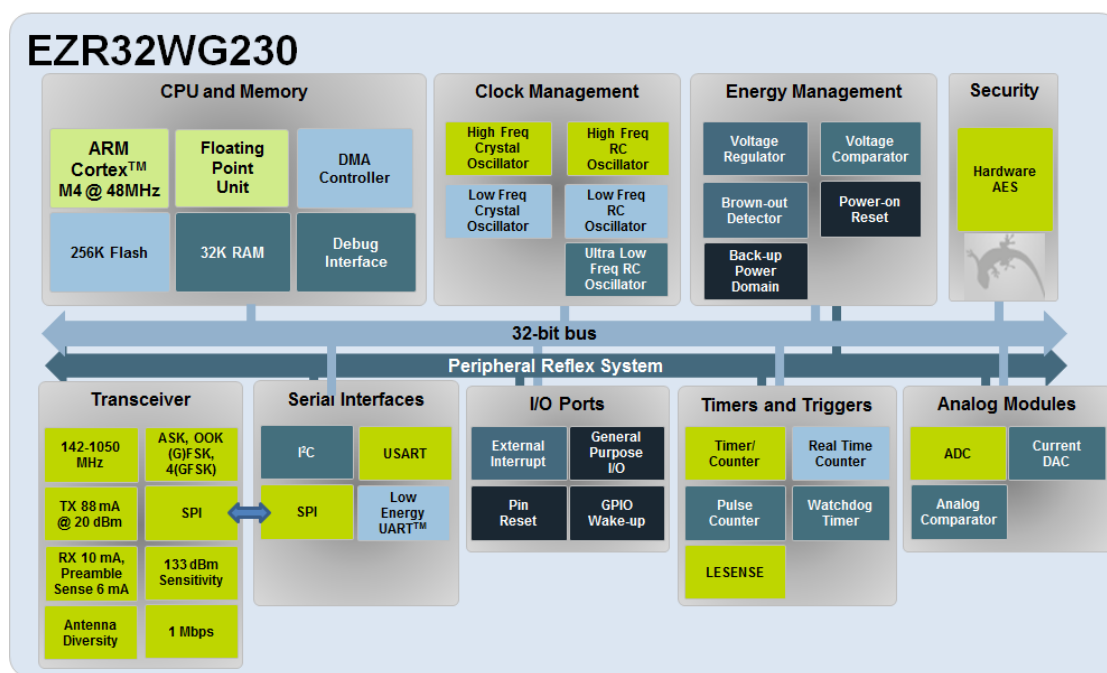 EZR32WG230
CPU and Memory
ARM
Cortex™
M4 @ 48MHz
Floating
Point
Unit
DMA
Controller
256K Flash
32K RAM
Debug
Interface
Clock Management
High Freq
Crystal
Oscillator
High Freq
RC
Oscillator
Low Freq
Crystal
Oscillator
Low Freq
RC
Oscillator
Ultra Low
Freq RC
Oscillator
Energy Management
Voltage
Regulator
Voltage
Comparator
Brown-out
Detector
Power-on
Reset
Back-up
Power
Domain
Security
Hardware
AES
32-bit bus
Peripheral Reflex System
Transceiver
142-1050
MHz
ASK, OOK
(G)FSK,
4(GFSK)
TX 88 mA
@ 20 dBm
SPI
RX 10 mA,
Preamble
Sense 6 mA
133 dBm
Sensitivity
Antenna
Diversity
1 Mbps
Serial Interfaces
I²C
USART
SPI
Low
Energy
UART™
I/O Ports
External
Interrupt
General
Purpose
I/O
Pin
Reset
GPIO
Wake-up
Timers and Triggers
Timer/
Counter
Real Time
Counter
Pulse
Counter
Watchdog
Timer
LESENSE
Analog Modules
ADC
Current
DAC
Analog
Comparator